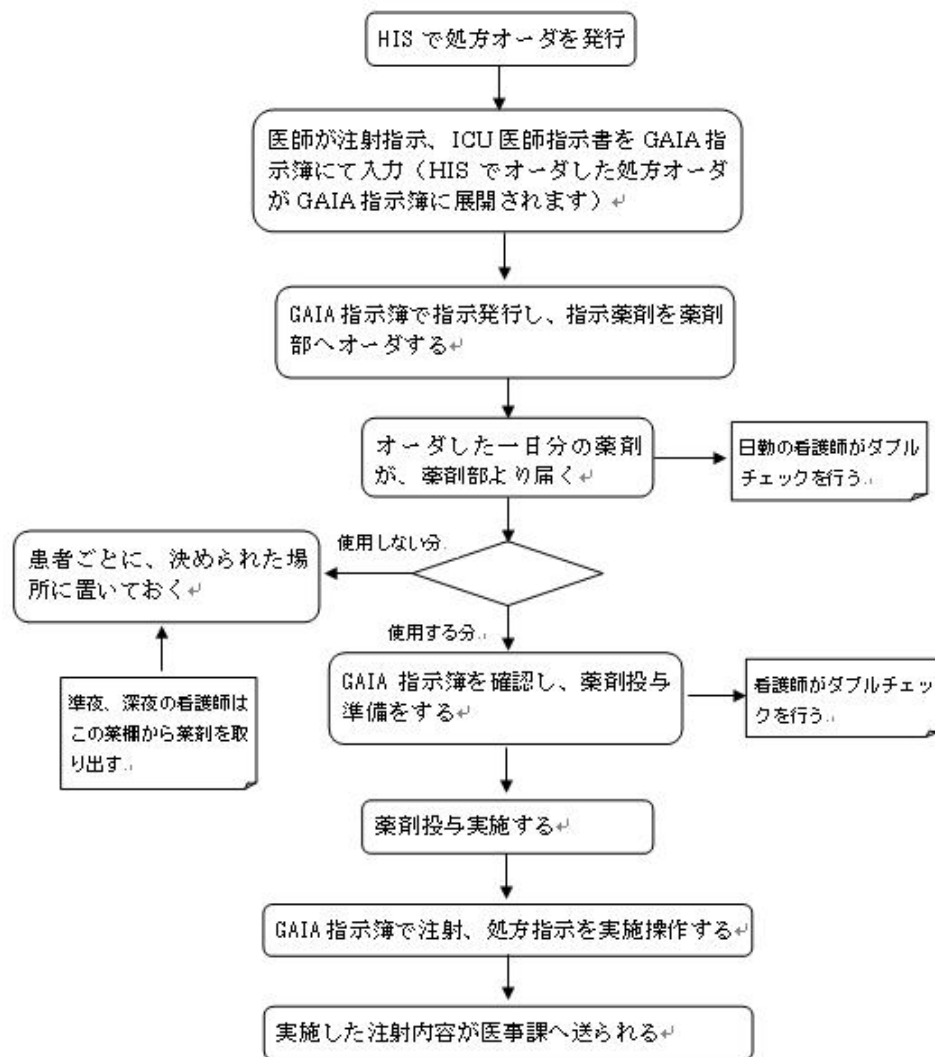 HIS で処方オーダを発行
医師が注射指示、ICU 医師指示書を GAIA 指
示簿にて入力（HIS でオーダした処方オーダ
が GAIA 指示簿に展開されます）↵
GAIA 指示簿で指示発行し、指示薬剤を薬剤
部へオーダする↵
オーダした一日分の薬剤
が、薬剤部より届く↵
日勤の看護師がダブル
チェックを行う.↓
使用しない分.
患者ごとに、決められた場
所に置いておく↵
使用する分.↓
準夜、深夜の看護師は
この薬棚から薬剤を取
り出す.↓
GAIA 指示簿を確認し、薬剤投与
準備をする↵
看護師がダブルチェッ
クを行う.↓
薬剤投与実施する↵
GAIA 指示簿で注射、処方指示を実施操作する↵
実施した注射内容が医事課へ送られる↵